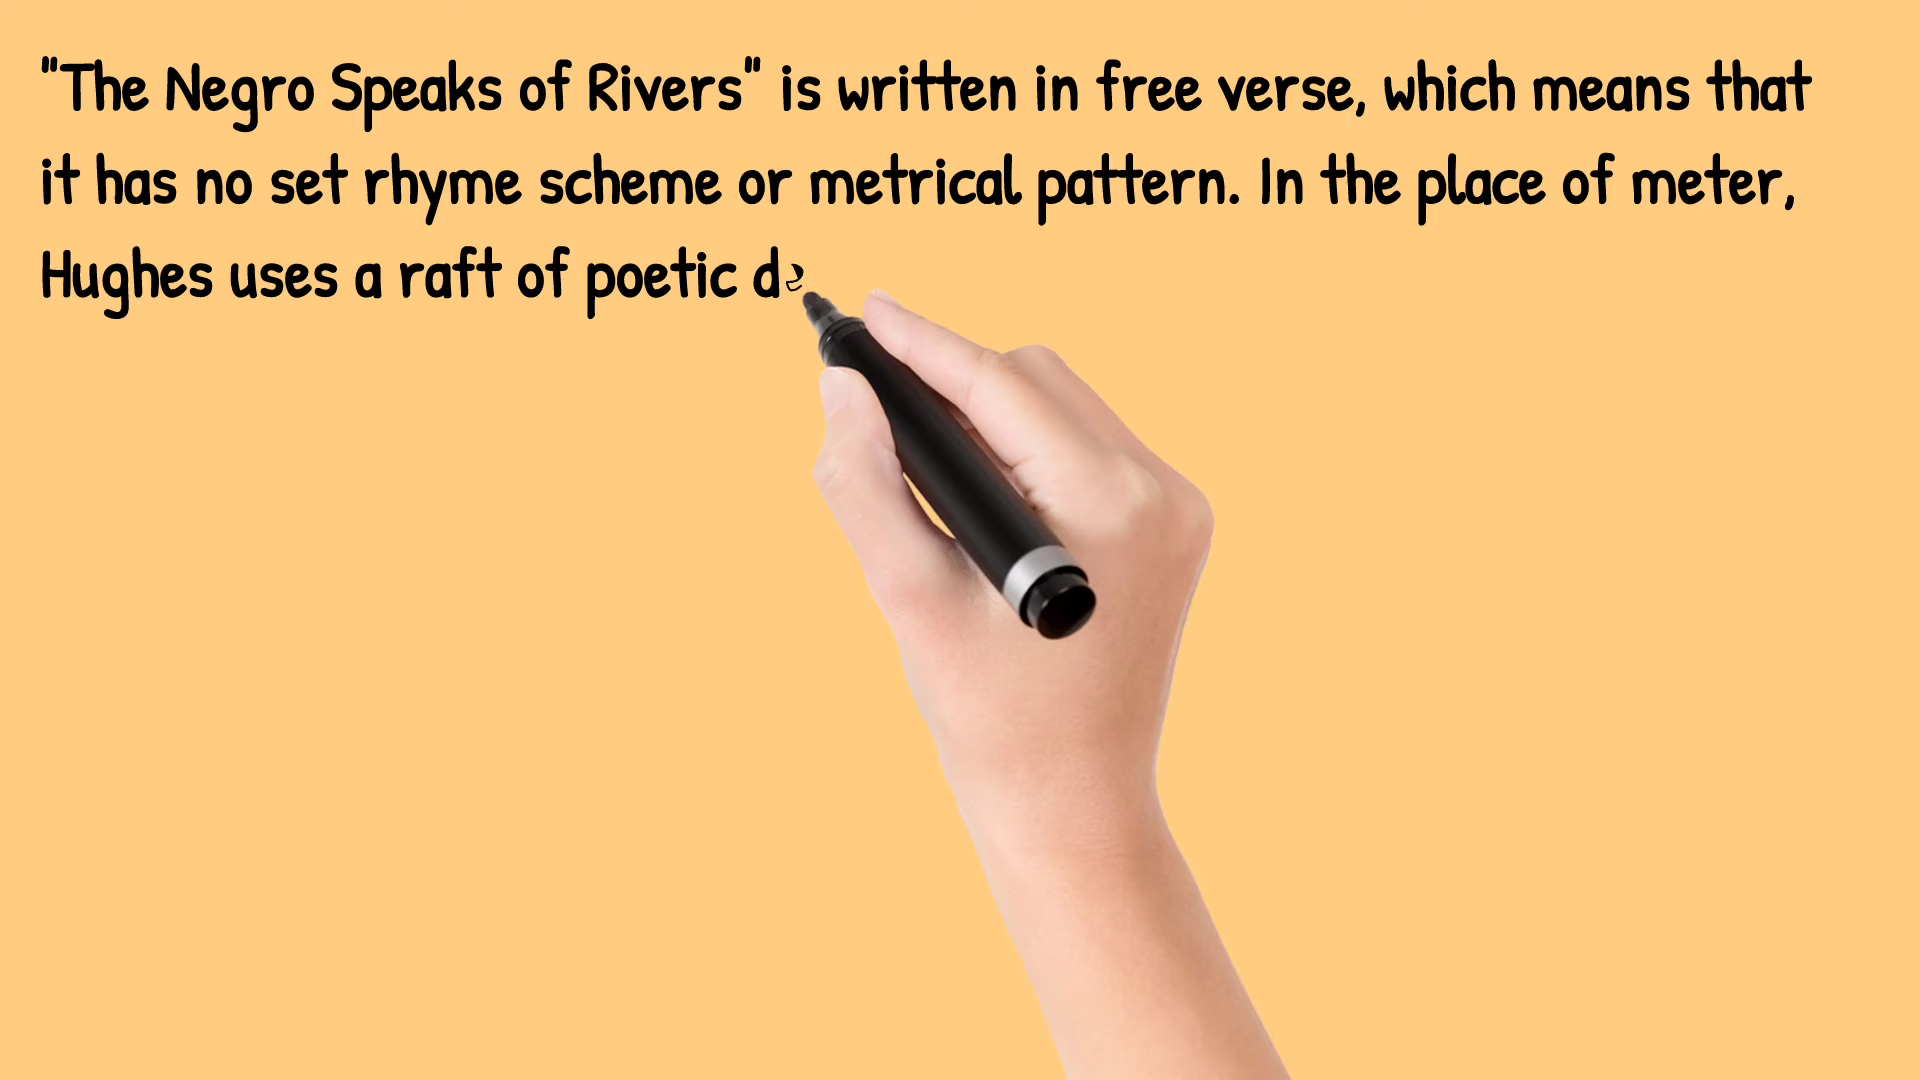 "The Negro Speaks of Rivers" is written in free verse, which means that
it has no set rhyme scheme or metrical pattern. In the place of meter,
Hughes uses a raft of poetic